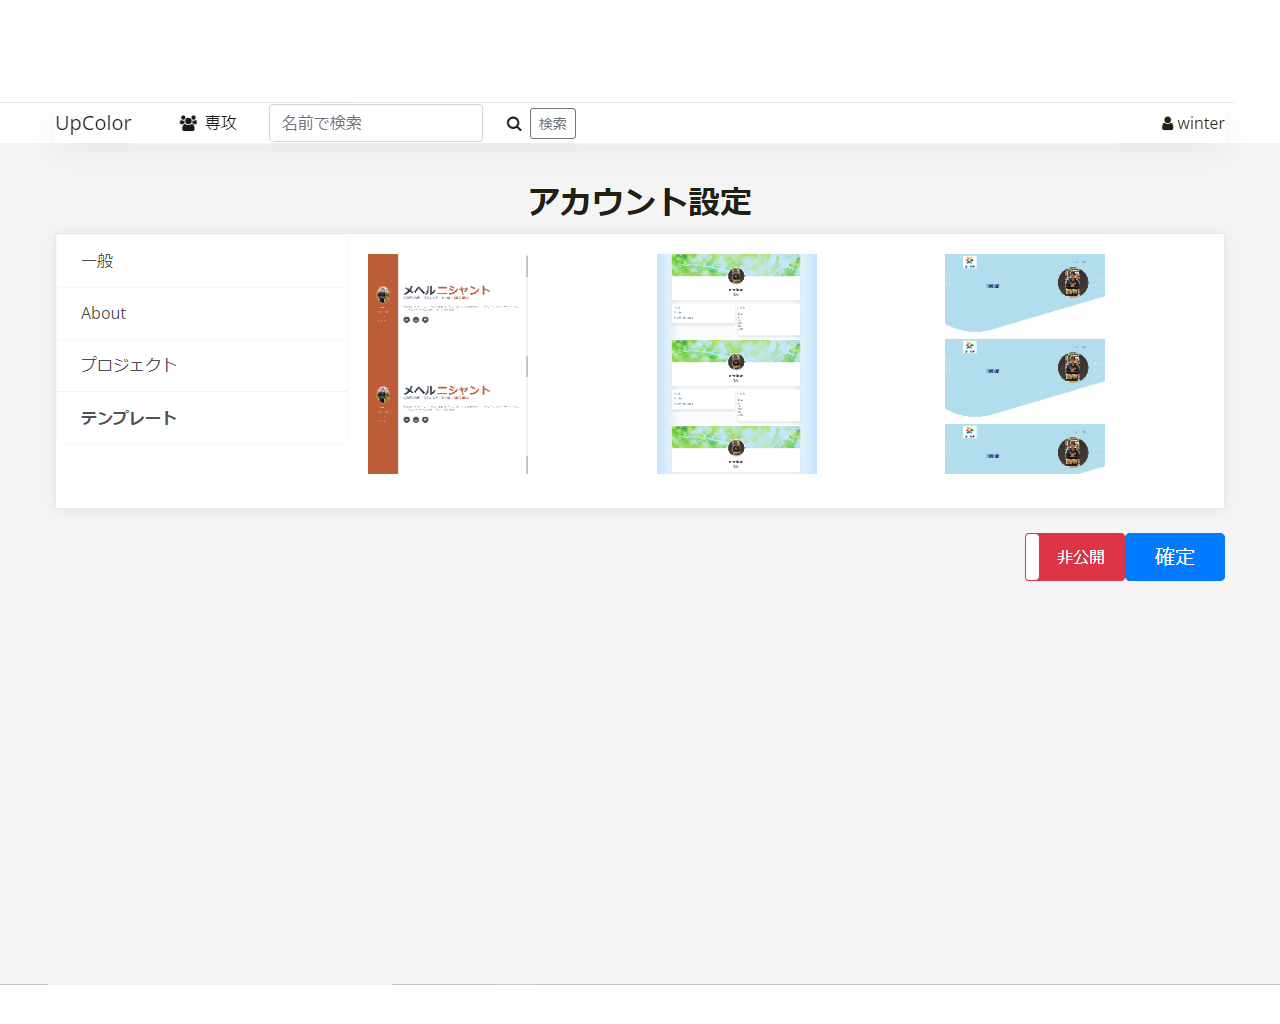 UpColor
専攻
名前で検索
検索
winter
アカウント設定
一般
About
プロジェクト
テンプレート
メヘルニシャント
メヘルニシャント
非公開
確定